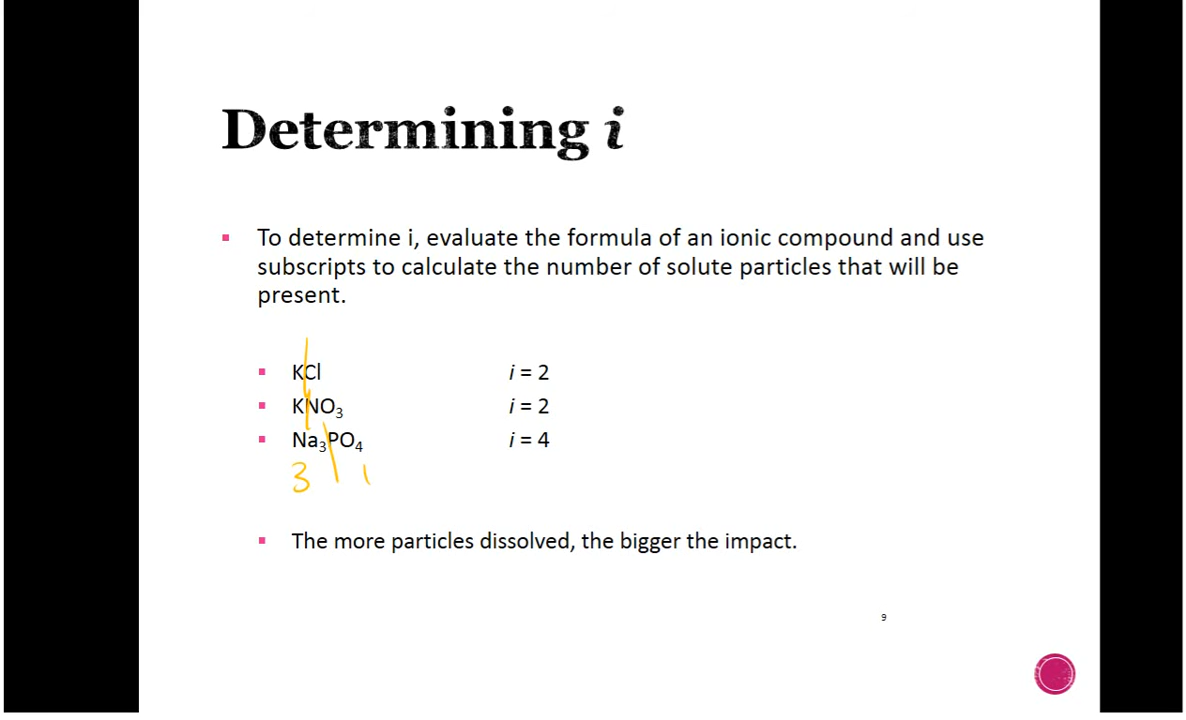 Determining i
▪ To determine i, evaluate the formula of an ionic compound and use
subscripts to calculate the number of solute particles that will be
present.
▪ KCl i = 2
▪ KNO₃ i = 2
▪ Na₃PO₄ i = 4
3 1
▪ The more particles dissolved, the bigger the impact.
9